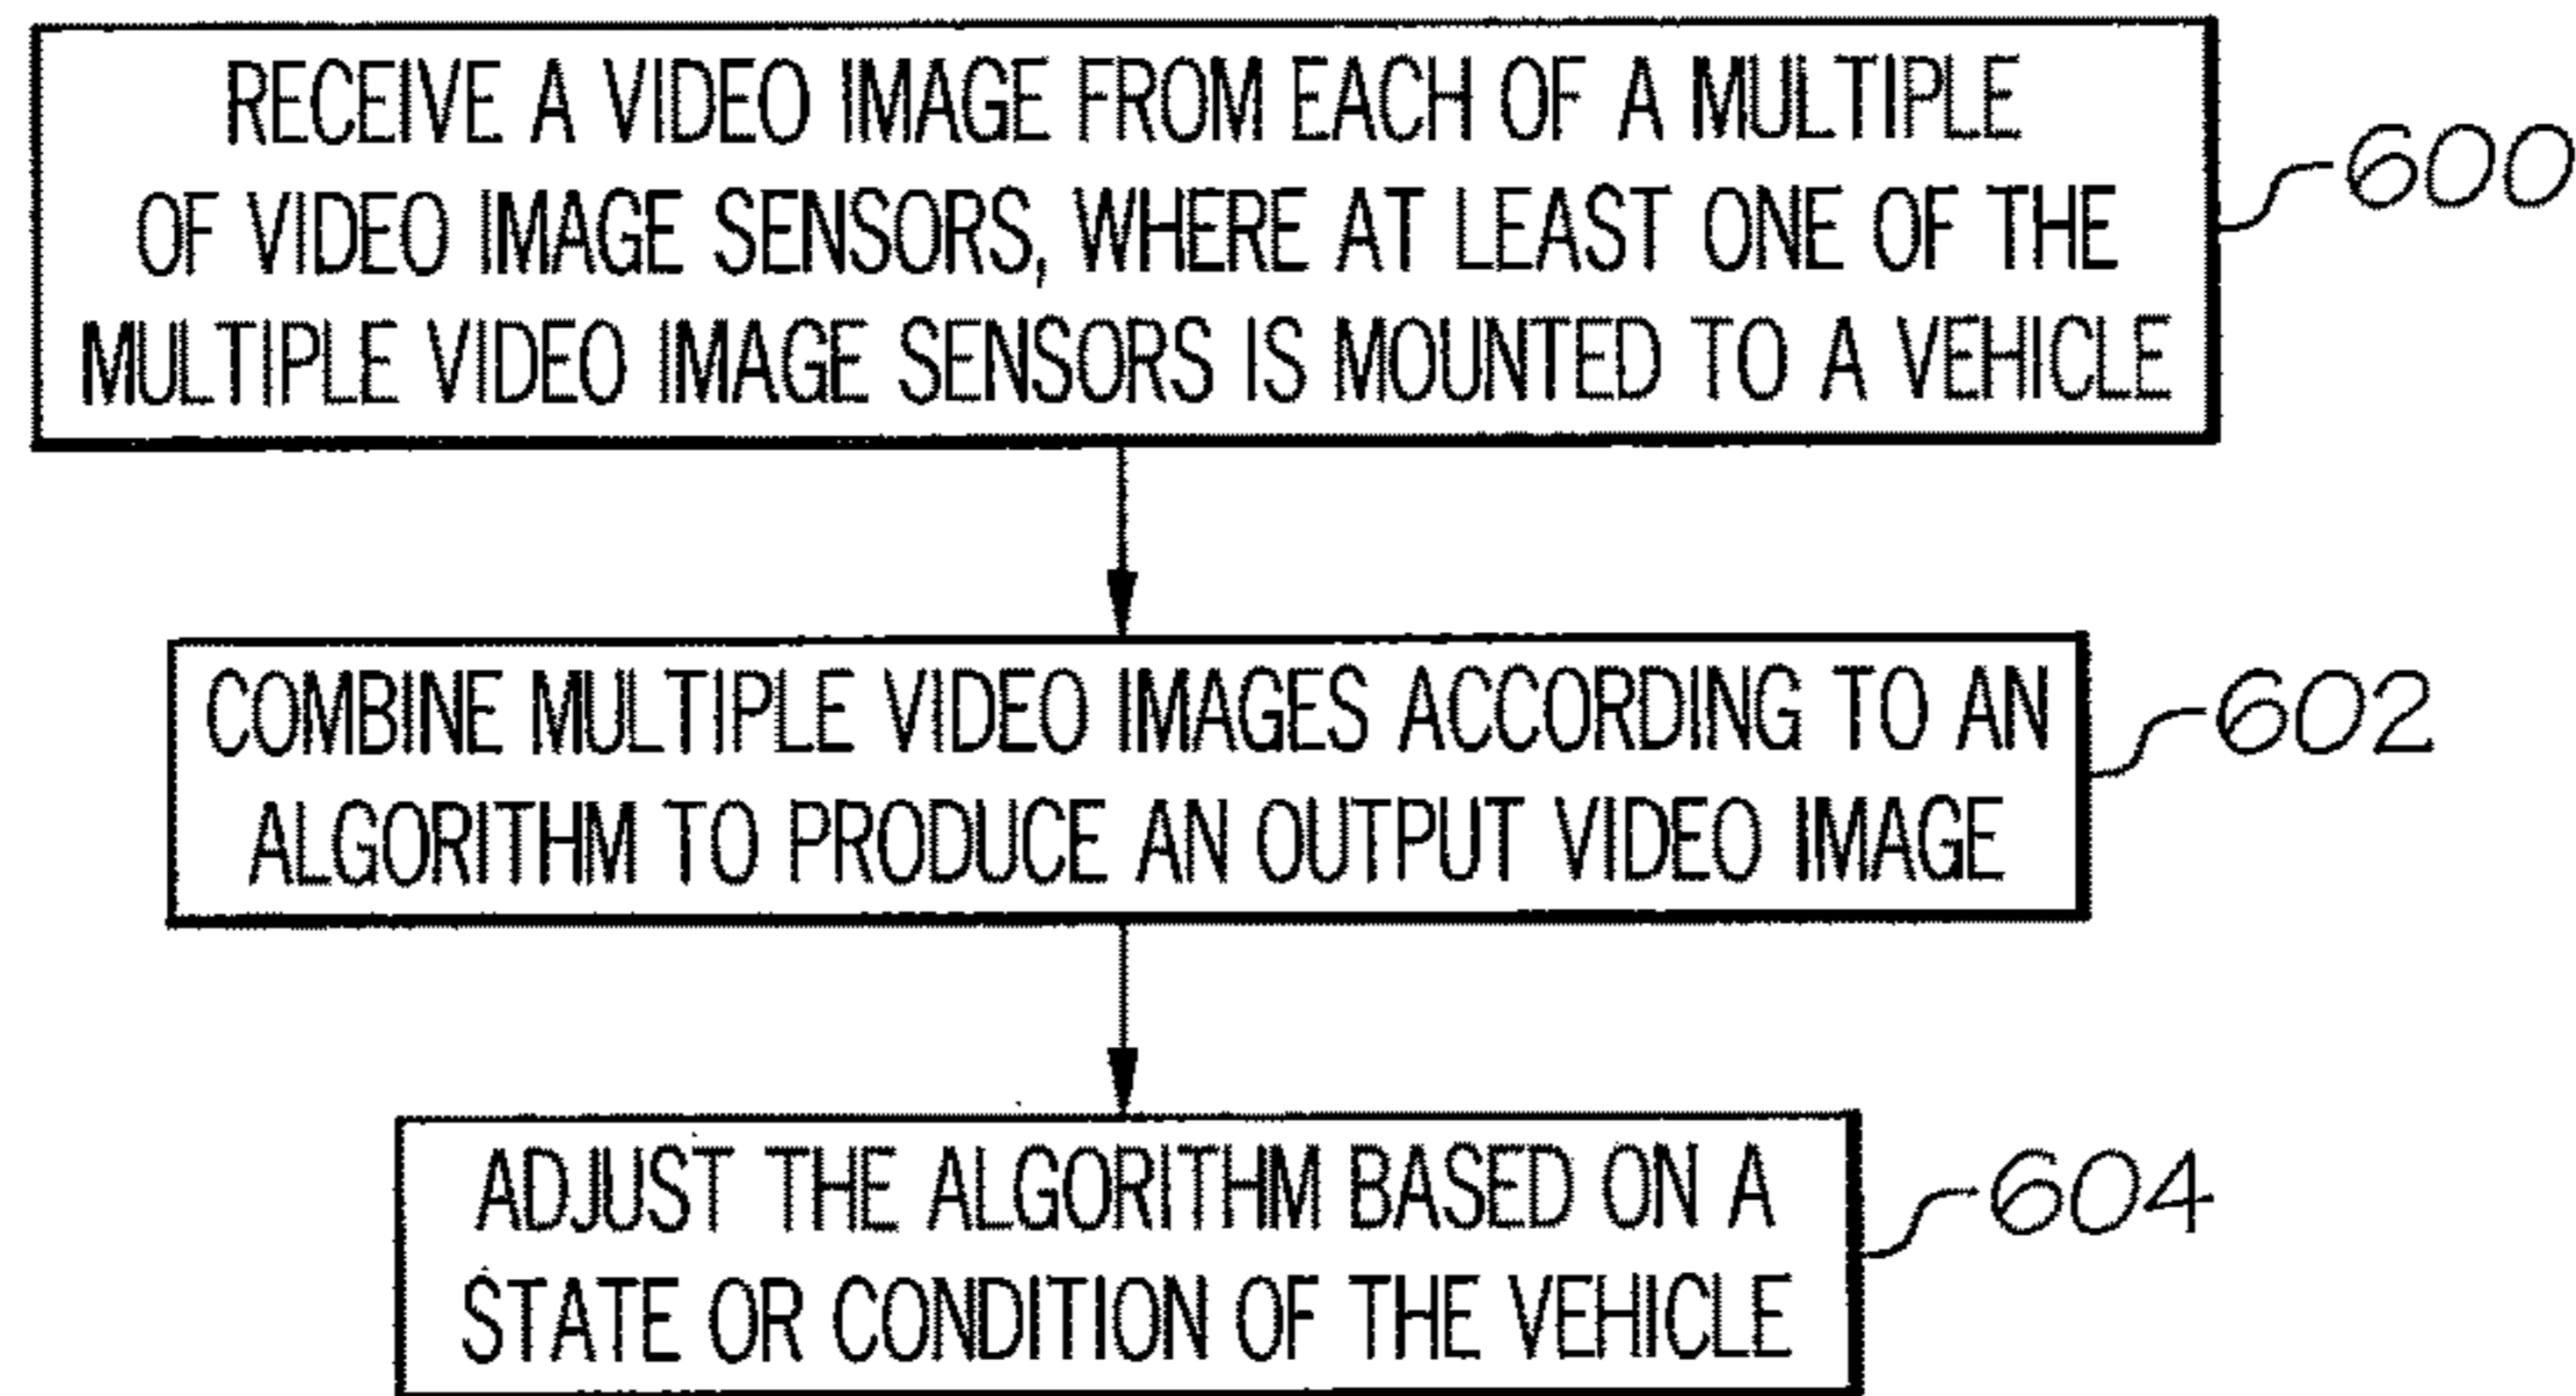 RECEIVE A VIDEO IMAGE FROM EACH OF A MULTIPLE
OF VIDEO IMAGE SENSORS, WHERE AT LEAST ONE OF THE
MULTIPLE VIDEO IMAGE SENSORS IS MOUNTED TO A VEHICLE
600
COMBINE MULTIPLE VIDEO IMAGES ACCORDING TO AN
ALGORITHM TO PRODUCE AN OUTPUT VIDEO IMAGE
602
ADJUST THE ALGORITHM BASED ON A
STATE OR CONDITION OF THE VEHICLE
604